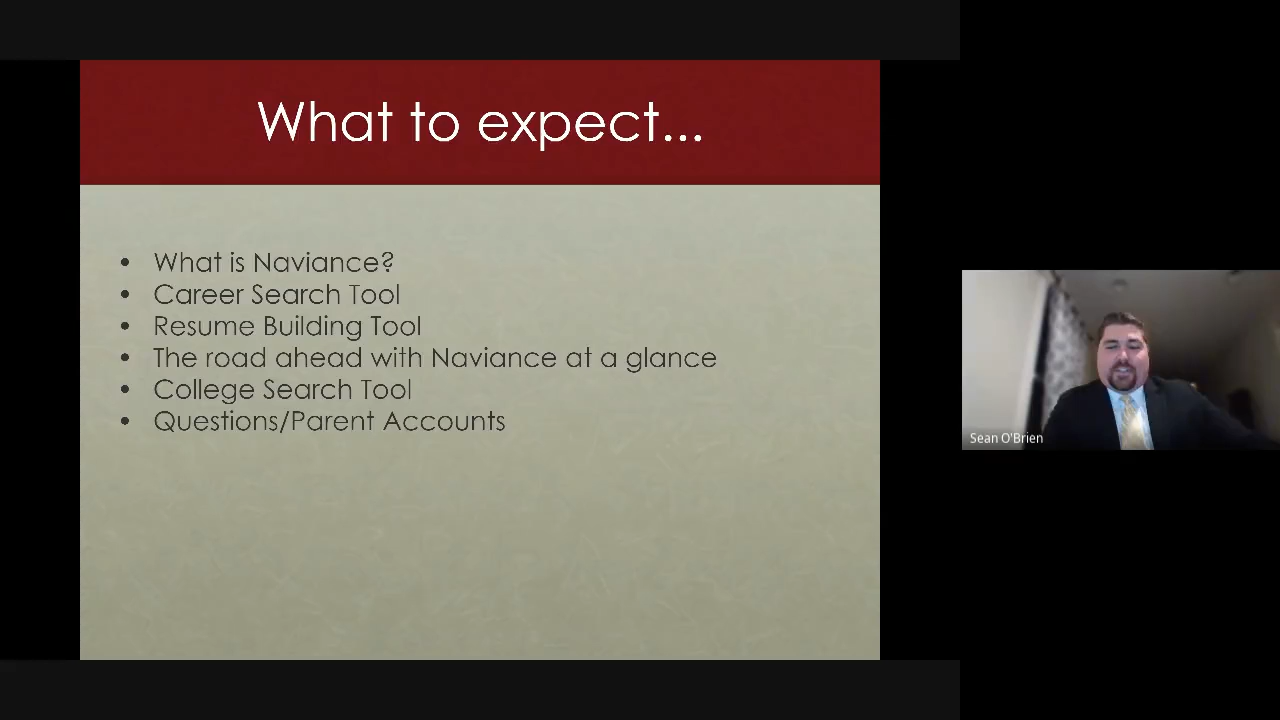 What to expect...
• What is Naviance?
• Career Search Tool
• Resume Building Tool
• The road ahead with Naviance at a glance
• College Search Tool
• Questions/Parent Accounts
Sean O'Brien